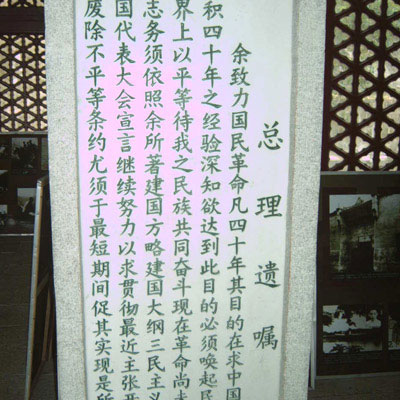 总理遗嘱
余致力国民革命凡四十年其目的在求中国
积四十年之经验深知欲达到此目的必须唤起民
界上以平等待我之民族共同奋斗现在革命尚未
志务须依照余所著建国方略建国大纲三民主义
国代表大会宣言继续努力以求贯彻最近主张开
废除不平等条约尤须于最短期间促其实现是所